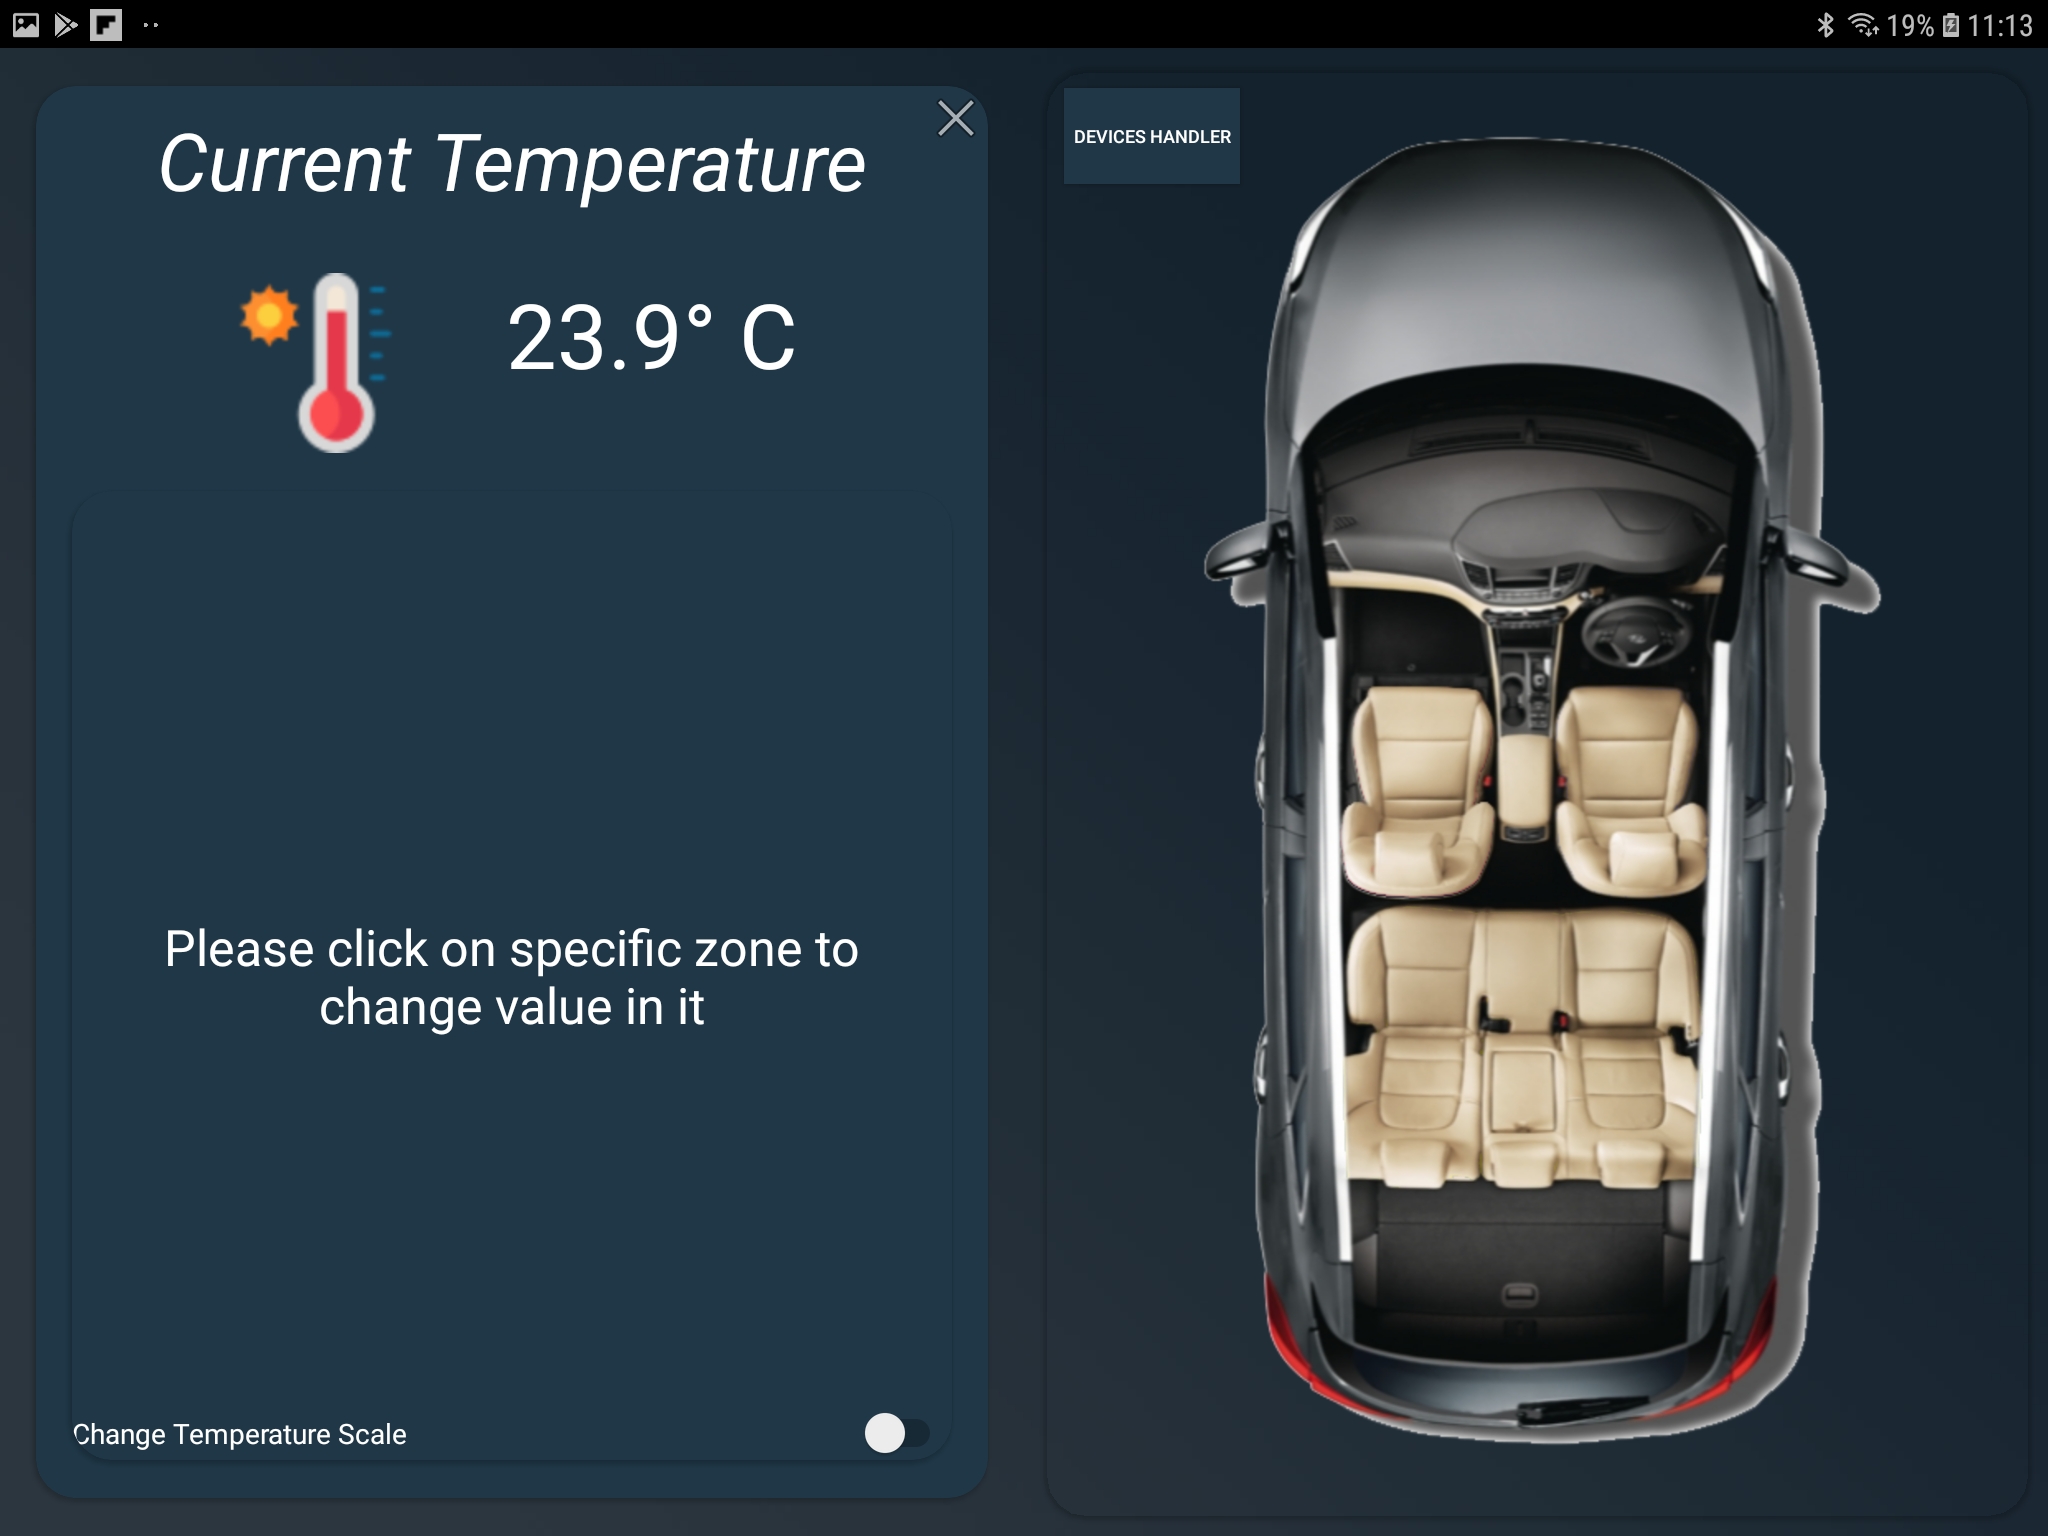 19% 11:13
Current Temperature
23.9° C
Please click on specific zone to
change value in it
Change Temperature Scale
DEVICES HANDLER